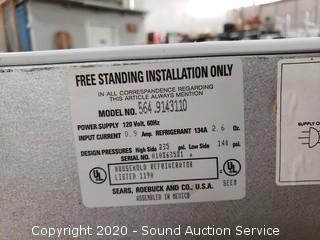 FREE STANDING INSTALLATION ONLY
IN ALL CORRESPONDENCE REGARDING
THIS ARTICLE ALWAYS MENTION
MODEL NO. 564.9143110
POWER SUPPLY 120 Volt, 60Hz
INPUT CURRENT 0.9 Amp. REFRIGERANT 134A 2.6 Oz.
DESIGN PRESSURES High Side 235 psi Low Side 140 psi
SERIAL NO.
HOUSEHOLD REFRIGERATOR
LISTED 119H
UL
UL
SEARS, ROEBUCK AND CO., U.S.A.
ASSEMBLED IN MEXICO
SUPPLY
Copyright © 2020 - Sound Auction Service